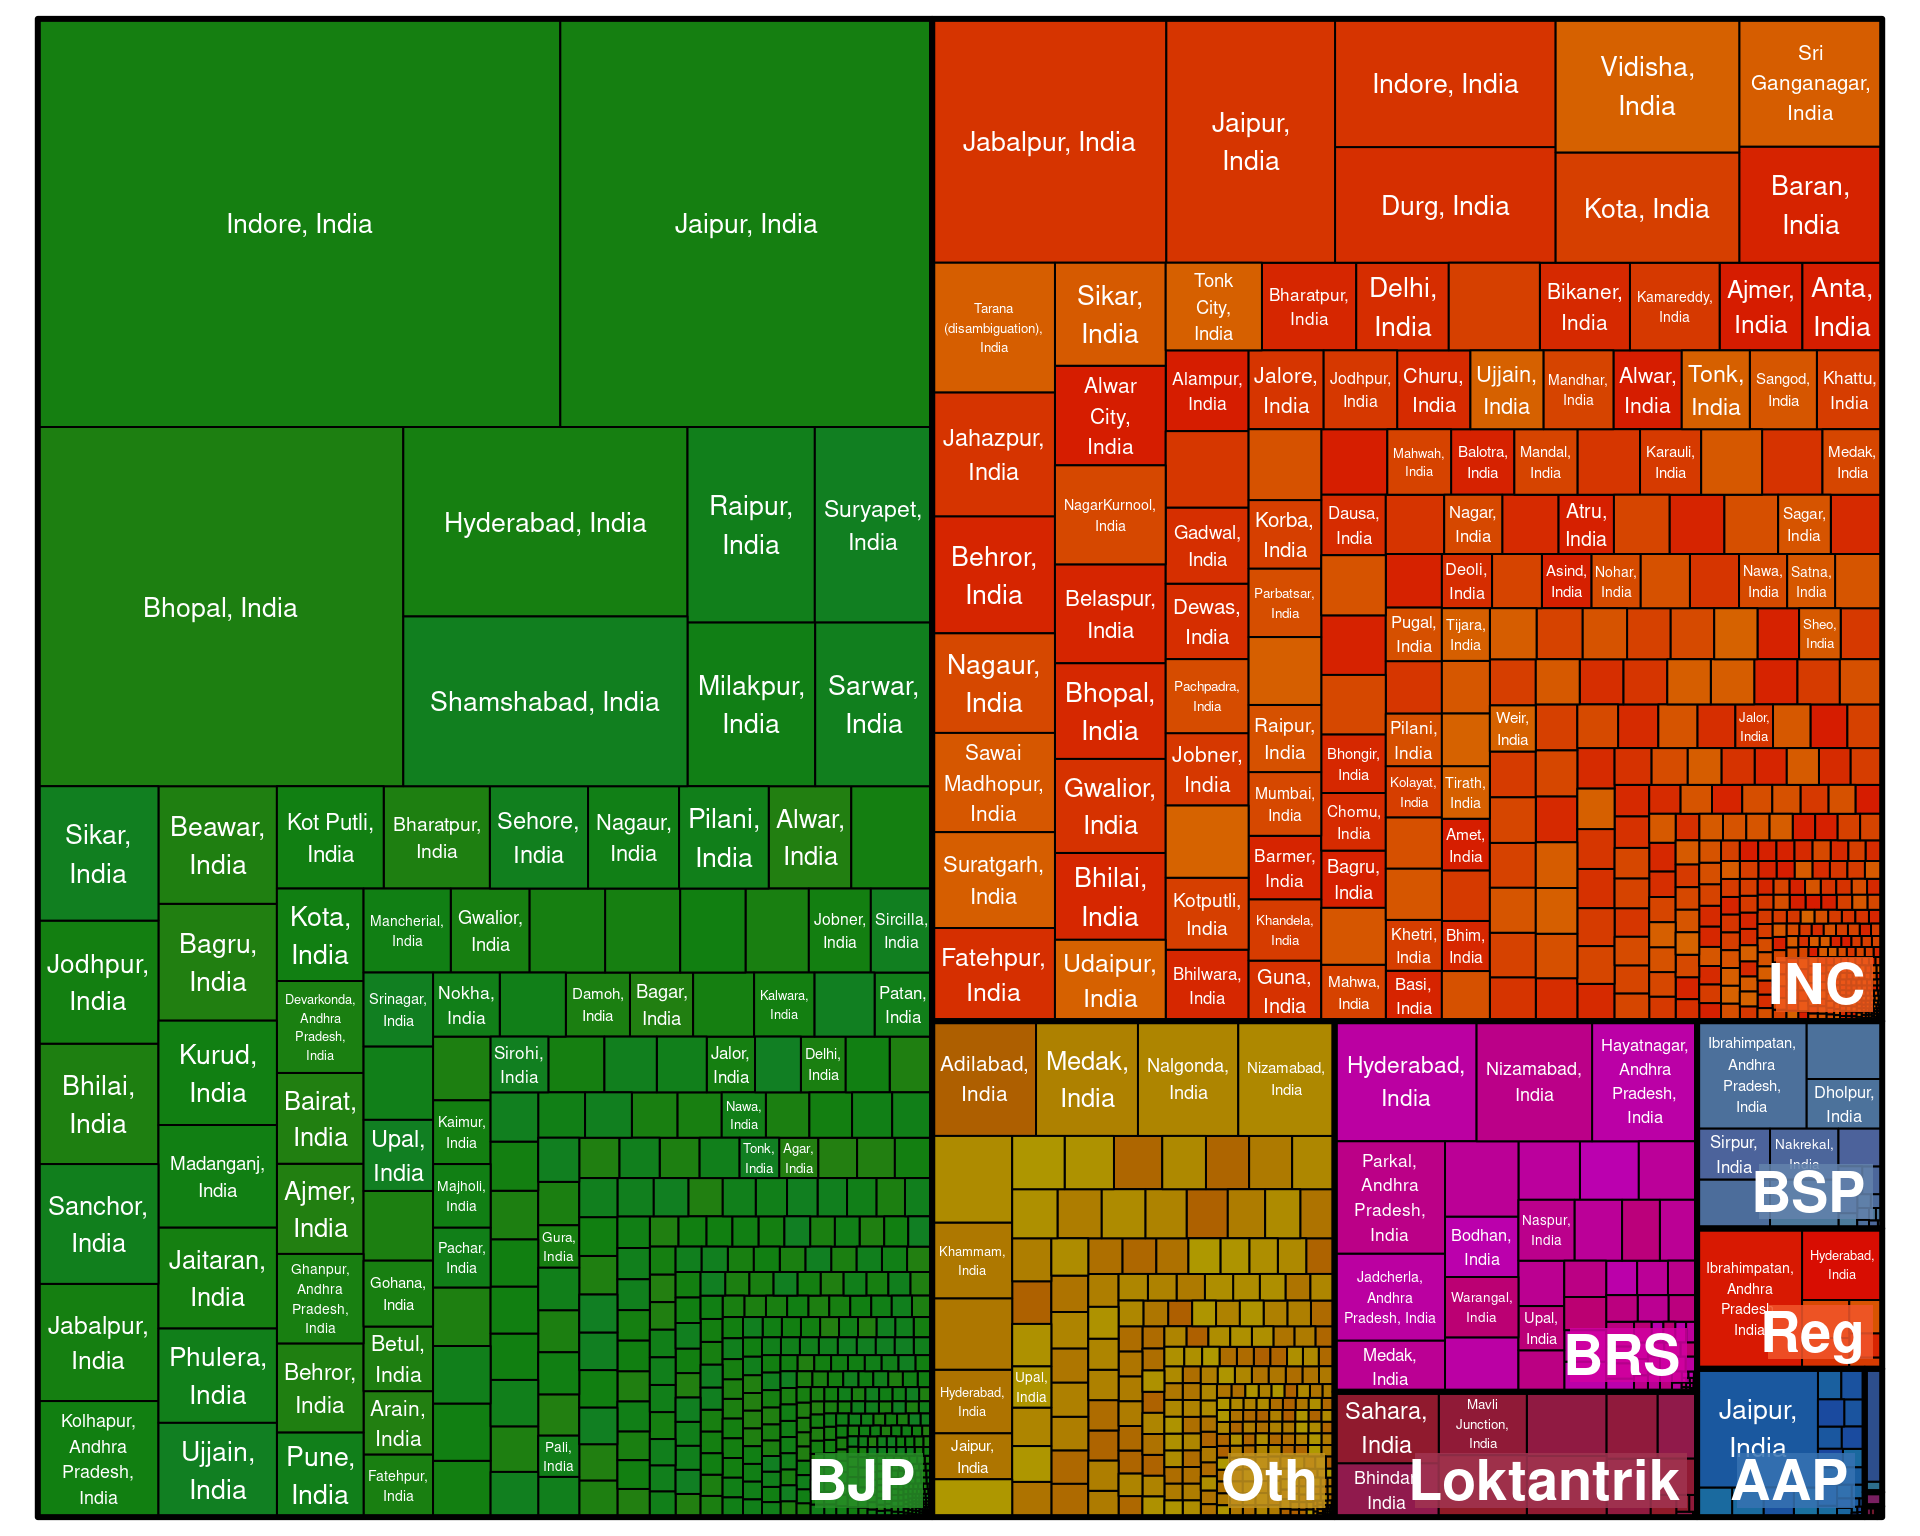 Indore, India
Jaipur, India
Bhopal, India
Hyderabad, India
Shamshabad, India
Raipur,
India
Suryapet,
India
Milakpur,
India
Sarwar,
India
Sikar,
India
Jodhpur,
India
Bhilai,
India
Sanchor,
India
Jabalpur,
India
Kolhapur,
Andhra
Pradesh,
India
Beawar,
India
Bagru,
India
Kurud,
India
Madanganj,
India
Jaitaran,
India
Phulera,
India
Ujjain,
India
Kot Putli,
India
Bharatpur,
India
Sehore,
India
Nagaur,
India
Pilani,
India
Alwar,
India
Kota,
India
Devarkonda,
Andhra
Pradesh,
India
Bairat,
India
Ajmer,
India
Ghanpur,
Andhra
Pradesh,
India
Behror,
India
Pune,
India
Mancherial,
India
Gwalior,
India
Jobner,
India
Sircilla,
India
Srinagar,
India
Upal,
India
Gohana,
India
Betul,
India
Arain,
India
Fatehpur,
India
Nokha,
India
Damoh,
India
Bagar,
India
Kalwara,
India
Patan,
India
Kaimur,
India
Majholi,
India
Pachar,
India
Sirohi,
India
Jalor,
India
Delhi,
India
Nawa,
India
Tonk,
India
Agar,
India
Gura,
India
Pali,
India
BJP
Jabalpur, India
Jaipur,
India
Indore, India
Durg, India
Vidisha,
India
Kota, India
Sri
Ganganagar,
India
Baran,
India
Tarana
(disambiguation),
India
Jahazpur,
India
Behror,
India
Nagaur,
India
Sawai
Madhopur,
India
Suratgarh,
India
Fatehpur,
India
Sikar,
India
Alwar
City,
India
NagarKurnool,
India
Belaspur,
India
Bhopal,
India
Gwalior,
India
Bhilai,
India
Udaipur,
India
Tonk
City,
India
Bharatpur,
India
Delhi,
India
Bikaner,
India
Kamareddy,
India
Ajmer,
India
Anta,
India
Alampur,
India
Jalore,
India
Jodhpur,
India
Churu,
India
Ujjain,
India
Mandhar,
India
Alwar,
India
Tonk,
India
Sangod,
India
Khattu,
India
Gadwal,
India
Dewas,
India
Pachpadra,
India
Jobner,
India
Kotputli,
India
Bhilwara,
India
Korba,
India
Parbatsar,
India
Raipur,
India
Mumbai,
India
Barmer,
India
Khandela,
India
Guna,
India
Mahwah,
India
Balotra,
India
Mandal,
India
Karauli,
India
Medak,
India
Dausa,
India
Nagar,
India
Atru,
India
Sagar,
India
Bhongir,
India
Chomu,
India
Bagru,
India
Mahwa,
India
Deoli,
India
Asind,
India
Nohar,
India
Nawa,
India
Satna,
India
Pugal,
India
Tijara,
India
Sheo,
India
Pilani,
India
Kolayat,
India
Khetri,
India
Basi,
India
Weir,
India
Jalor,
India
Tirath,
India
Amet,
India
Bhim,
India
INC
Adilabad,
India
Medak,
India
Nalgonda,
India
Nizamabad,
India
Khammam,
India
Hyderabad,
India
Jaipur,
India
Upal,
India
Oth
Hyderabad,
India
Nizamabad,
India
Hayatnagar,
Andhra
Pradesh,
India
Parkal,
Andhra
Pradesh,
India
Jadcherla,
Andhra
Pradesh, India
Medak,
India
Bodhan,
India
Warangal,
India
Naspur,
India
Upal,
India
BRS
Sahara,
India
Mavli
Junction,
India
Bhindar,
India
Loktantrik
Ibrahimpatan,
Andhra
Pradesh,
India
Dholpur,
India
Sirpur,
India
Nakrekal,
India
BSP
Ibrahimpatan,
Andhra
Pradesh,
India
Hyderabad,
India
Reg
Jaipur,
India
AAP